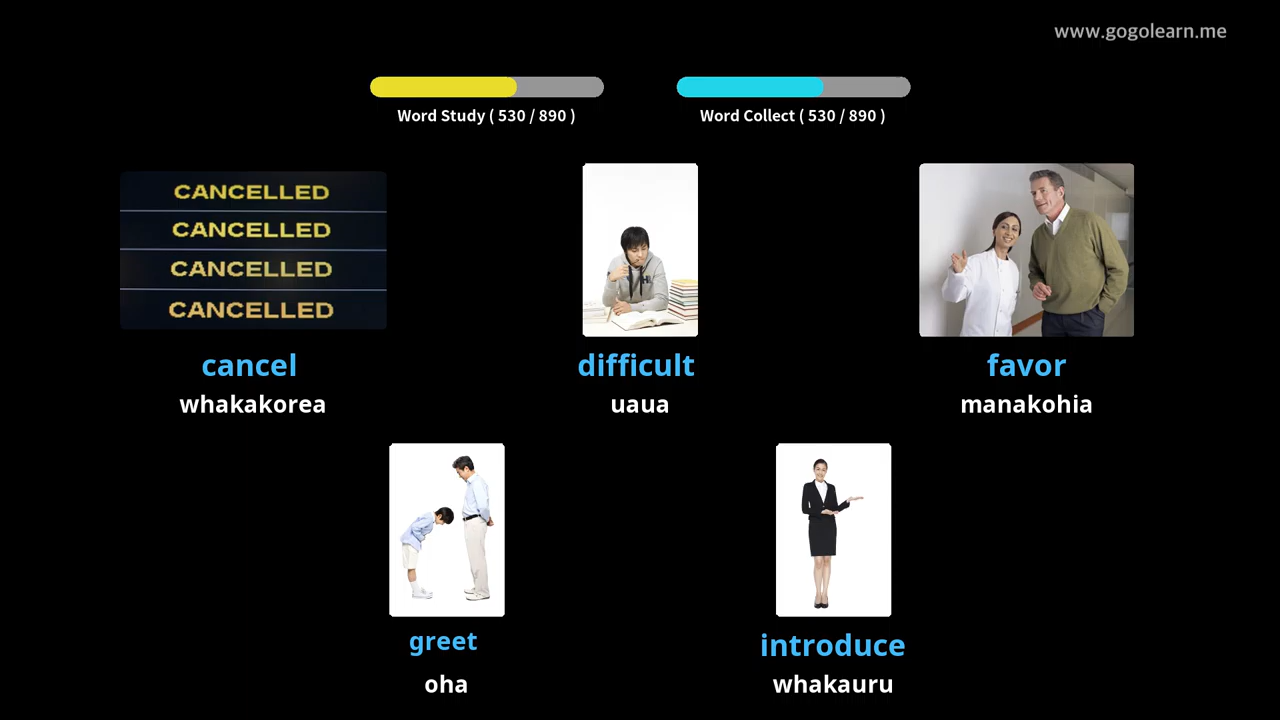 www.gogolearn.me
Word Study ( 530 / 890 )
Word Collect ( 530 / 890 )
CANCELLED
CANCELLED
CANCELLED
CANCELLED
cancel
whakakorea
difficult
uaua
favor
manakohia
greet
oha
introduce
whakauru